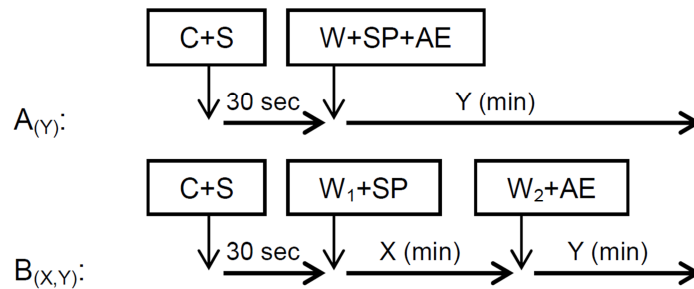 C+S W+SP+AE
30 sec Y (min)
A(Y):
C+S W₁+SP W₂+AE
30 sec X (min) Y (min)
B(X,Y):